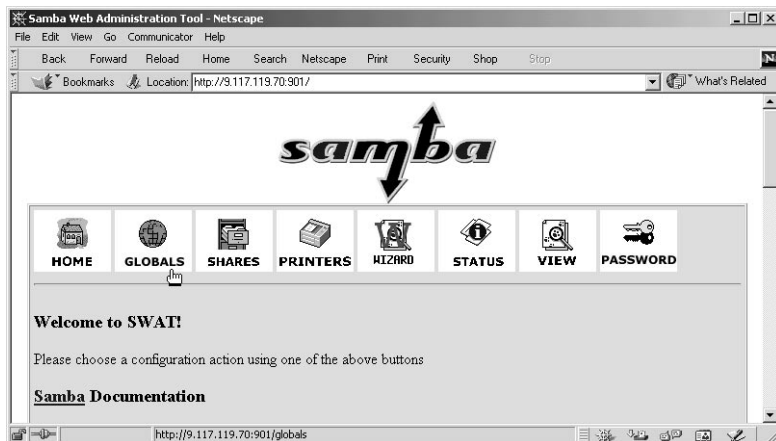 Samba Web Administration Tool - Netscape
File Edit View Go Communicator Help
Back Forward Reload Home Search Netscape Print Security Shop Stop
Bookmarks Location: http://9.117.119.70:901/ What's Related
samba
HOME GLOBALS SHARES PRINTERS WIZARD STATUS VIEW PASSWORD
Welcome to SWAT!
Please choose a configuration action using one of the above buttons
Samba Documentation
http://9.117.119.70:901/globals